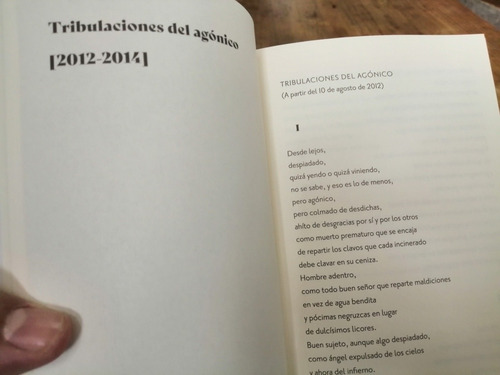 Tribulaciones del agónico
[2012-2014]
TRIBULACIONES DEL AGÓNICO
(A partir del 10 de agosto de 2012)
I
Desde lejos,
despiadado,
quizá yendo o quizá viniendo,
no se sabe, y eso es lo de menos,
pero agónico,
pero colmado de desdichas,
ahíto de desgracias por sí y por los otros
como muerto prematuro que se encaja
de repartir los clavos que cada incinerado
debe clavar en su ceniza.
Hombre adentro,
como todo buen señor que reparte maldiciones
en vez de agua bendita
y pócimas negruzcas en lugar
de dulcísimos licores.
Buen sujeto, aunque algo despiadado,
como ángel expulsado de los cielos
y ahora del infierno.